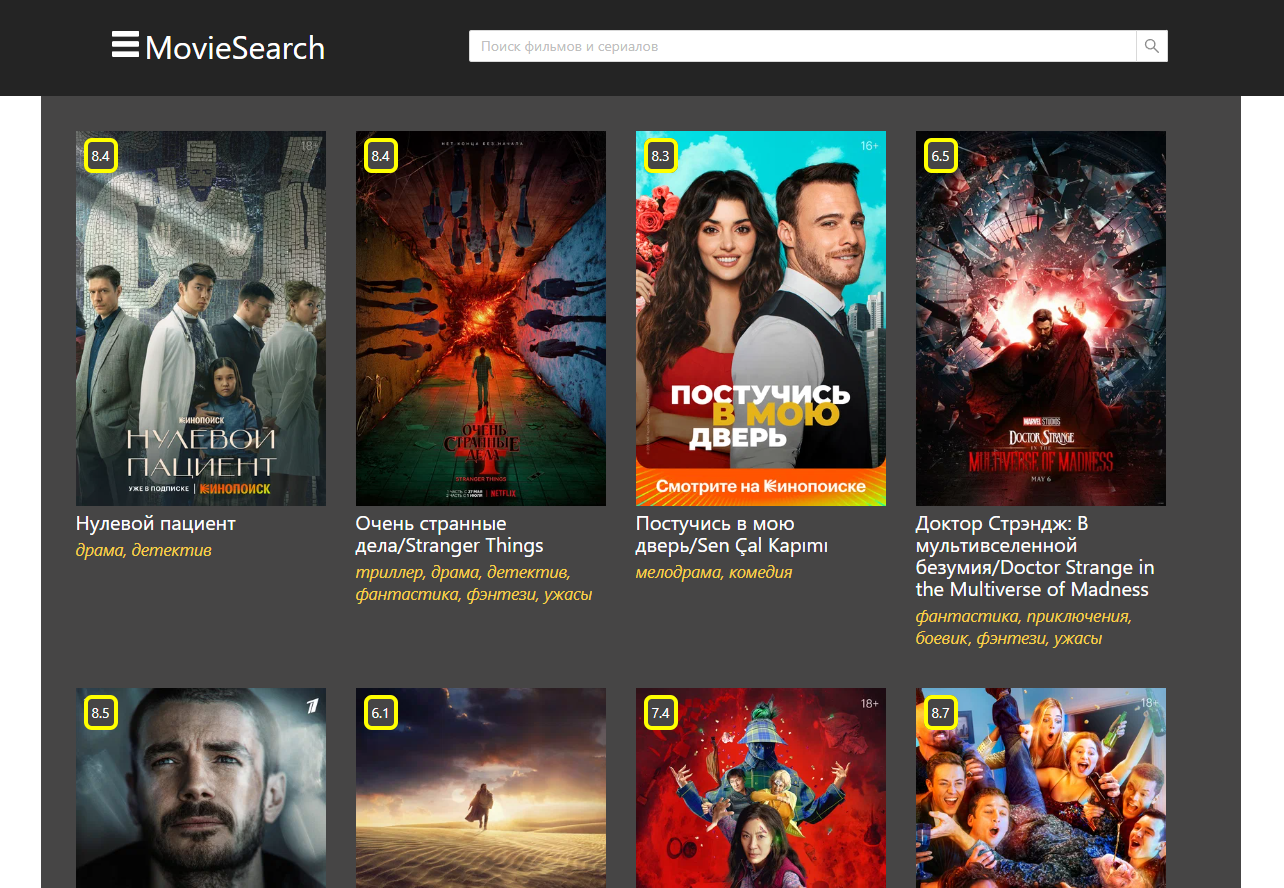 MovieSearch
Поиск фильмов и сериалов
8.4
18+
КИНОПОИСК
НУЛЕВОЙ
ПАЦИЕНТ
УЖЕ В ПОДПИСКЕ | КИНОПОИСК
Нулевой пациент
драма, детектив
8.4
НЕТ КОНЦА БЕЗ НАЧАЛА
ОЧЕНЬ
СТРАННЫЕ
ДЕЛА
4
STRANGER THINGS
NETFLIX
Очень странные
дела/Stranger Things
триллер, драма, детектив,
фантастика, фэнтези, ужасы
8.3
16+
ПОСТУЧИСЬ
В МОЮ
ДВЕРЬ
Смотрите на Кинопоиске
Постучись в мою
дверь/Sen Çal Kapımı
мелодрама, комедия
6.5
MARVEL STUDIOS
DOCTOR STRANGE
IN THE
MULTIVERSE OF MADNESS
MAY 6
Доктор Стрэндж: В
мультивселенной
безумия/Doctor Strange in
the Multiverse of Madness
фантастика, приключения,
боевик, фэнтези, ужасы
8.5
6.1
7.4
18+
8.7
18+